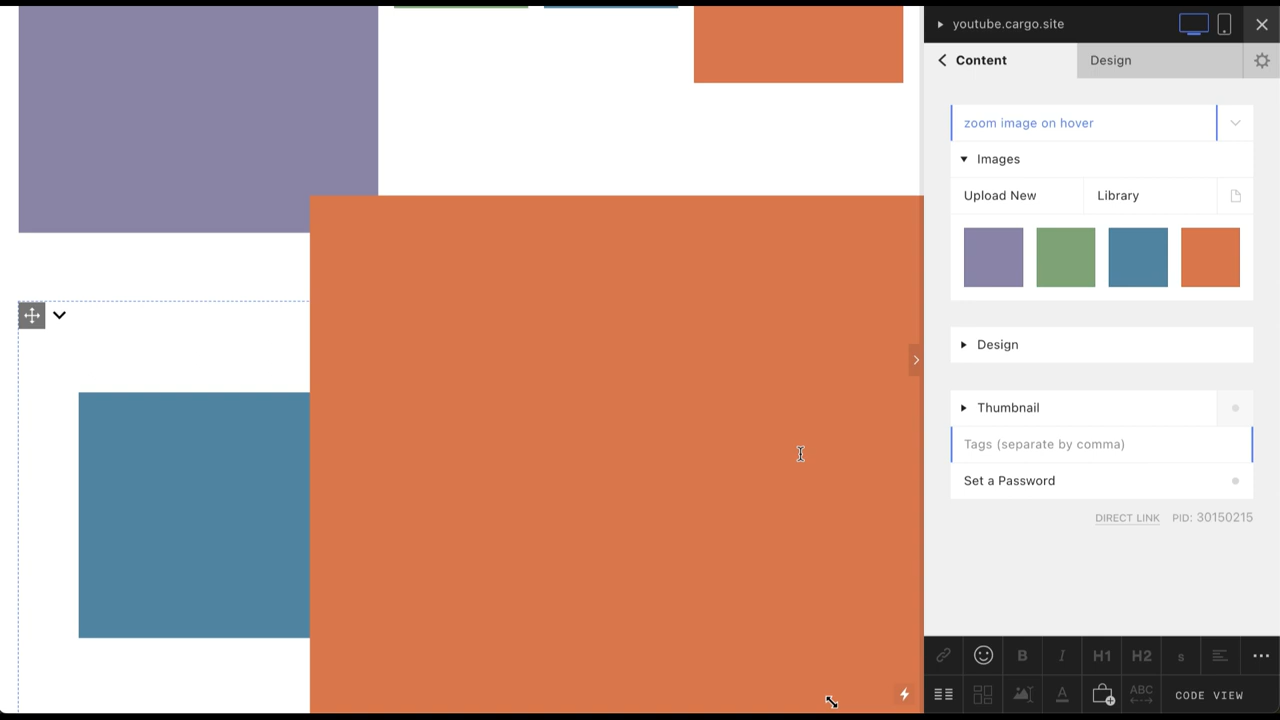 youtube.cargo.site
Content
Design
zoom image on hover
Images
Upload New
Library
Design
Thumbnail
Tags (separate by comma)
Set a Password
DIRECT LINK
PID: 30150215
B
I
H1
H2
s
A
ABC
CODE VIEW